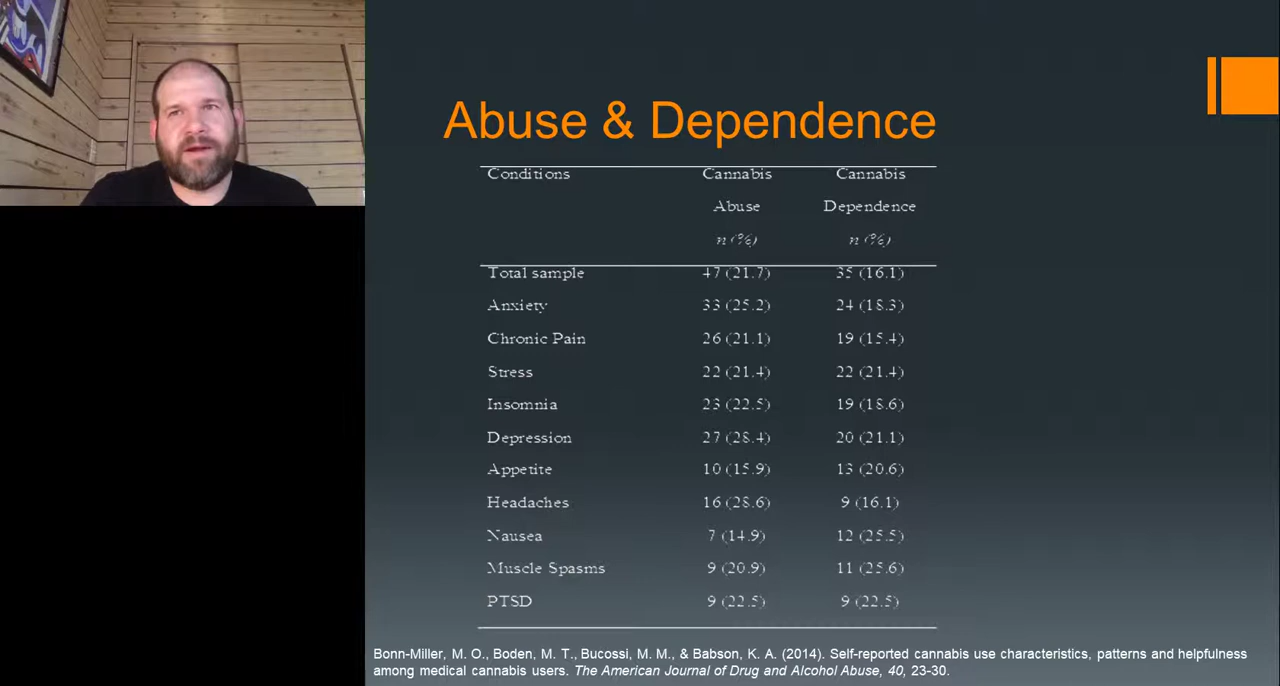 Abuse & Dependence
Conditions Cannabis Cannabis
Abuse Dependence
n (%) n (%)
Total sample 47 (21.7) 35 (16.1)
Anxiety 33 (25.2) 24 (18.3)
Chronic Pain 26 (21.1) 19 (15.4)
Stress 22 (21.4) 22 (21.4)
Insomnia 23 (22.5) 19 (18.6)
Depression 27 (28.4) 20 (21.1)
Appetite 10 (15.9) 13 (20.6)
Headaches 16 (28.6) 9 (16.1)
Nausea 7 (14.9) 12 (25.5)
Muscle Spasms 9 (20.9) 11 (25.6)
PTSD 9 (22.5) 9 (22.5)
Bonn-Miller, M. O., Boden, M. T., Bucossi, M. M., & Babson, K. A. (2014). Self-reported cannabis use characteristics, patterns and helpfulness
among medical cannabis users. The American Journal of Drug and Alcohol Abuse, 40, 23-30.